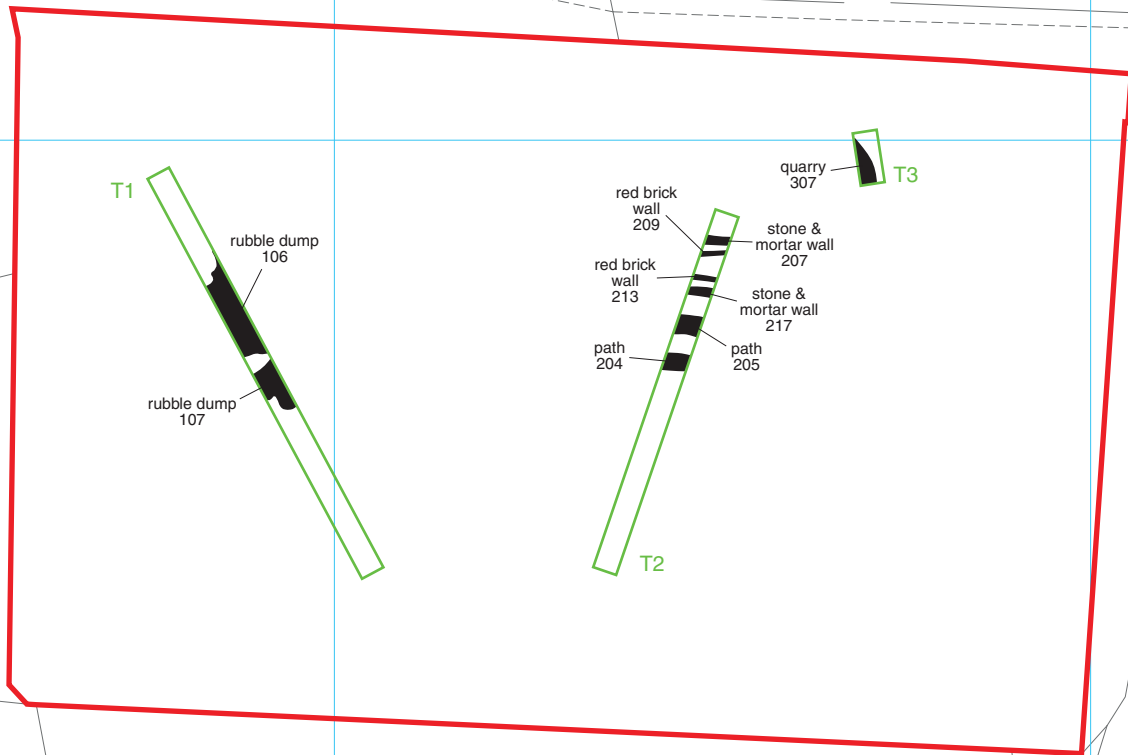 T1
rubble dump
106
rubble dump
107
red brick
wall
209
stone &
mortar wall
207
red brick
wall
213
stone &
mortar wall
217
path
204
path
205
T2
quarry
307
T3